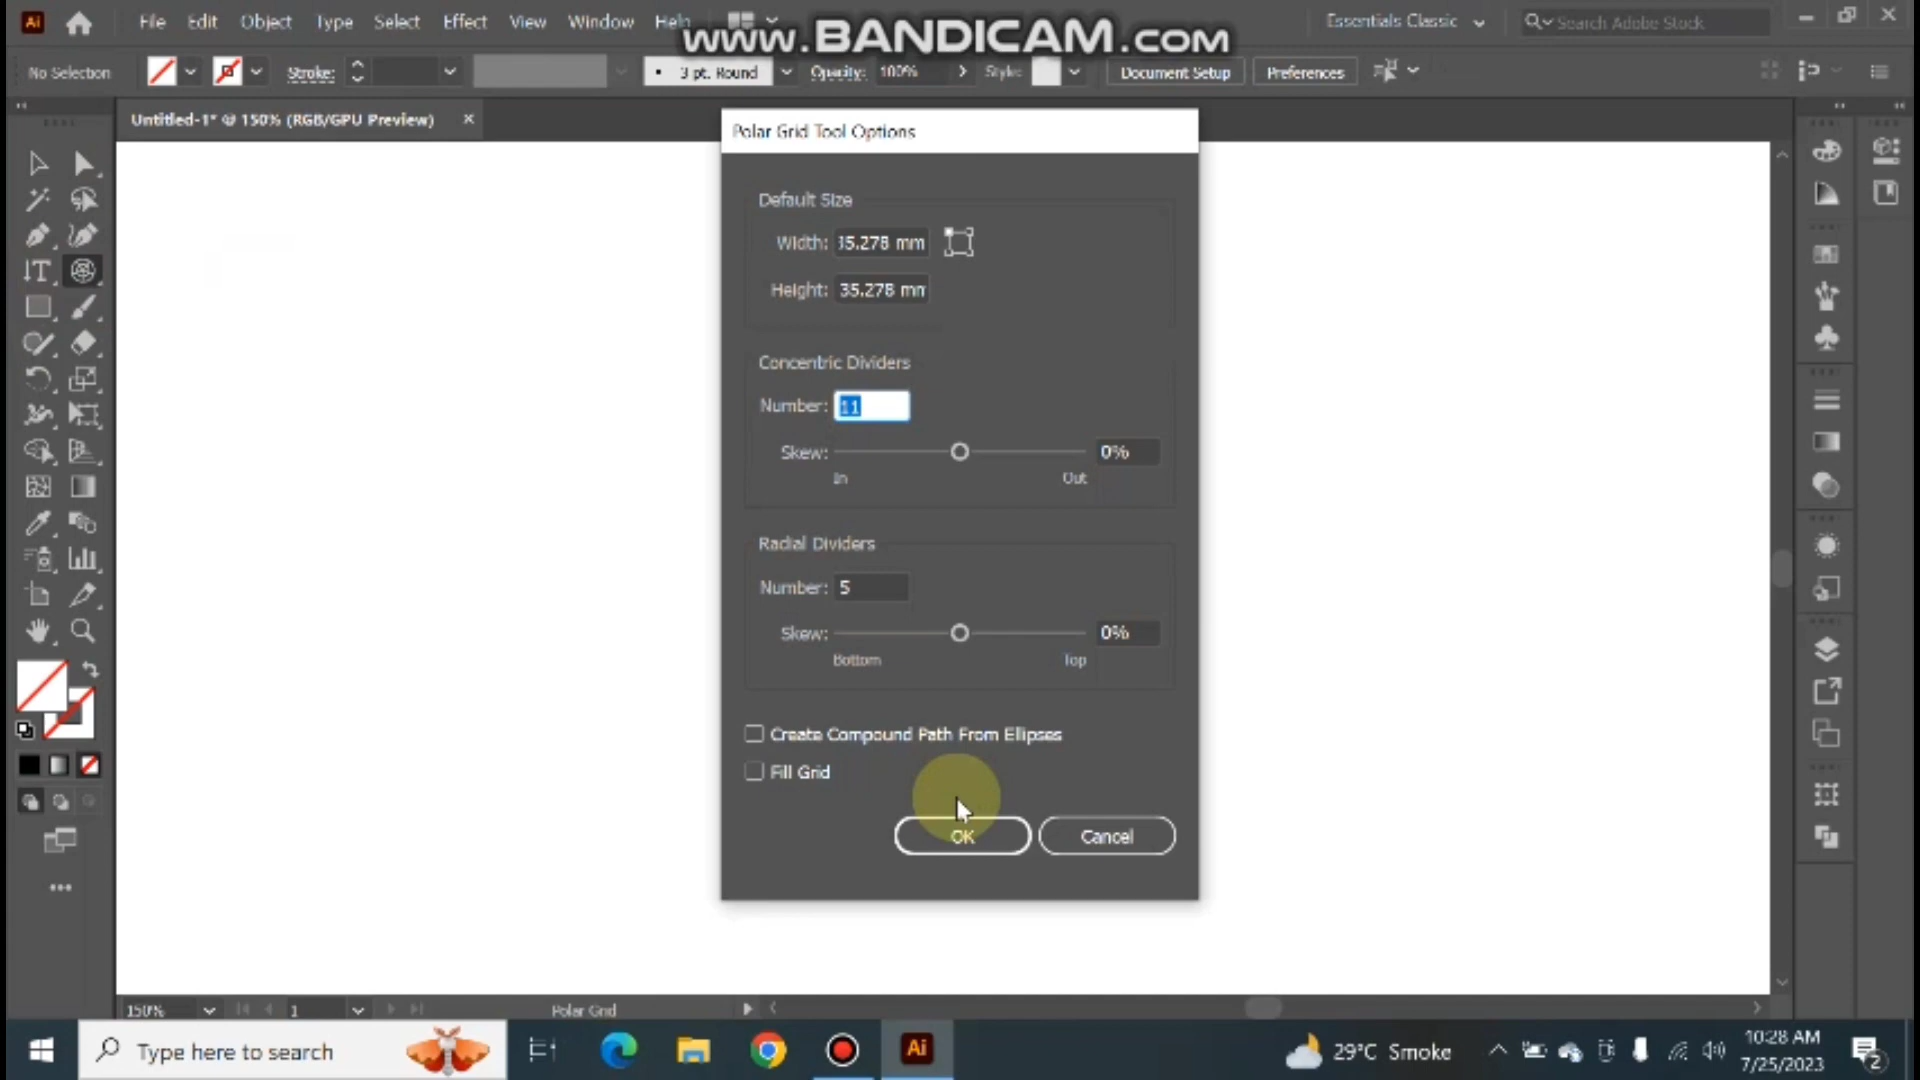 Ai File Edit Object Type Select Effect View Window Help Essentials Classic Search Adobe Stock
www.BANDICAM.com
No Selection Stroke: 3 pt. Round Opacity: 100% Style: Document Setup Preferences
Untitled-1* @ 150% (RGB/GPU Preview)
Polar Grid Tool Options
Default Size
Width: 35.278 mm
Height: 35.278 mm
Concentric Dividers
Number: 11
Skew: 0%
In Out
Radial Dividers
Number: 5
Skew: 0%
Bottom Top
Create Compound Path From Ellipses
Fill Grid
OK Cancel
150% 1 Polar Grid
Type here to search Ai 29°C Smoke 10:28 AM
7/25/2023 2